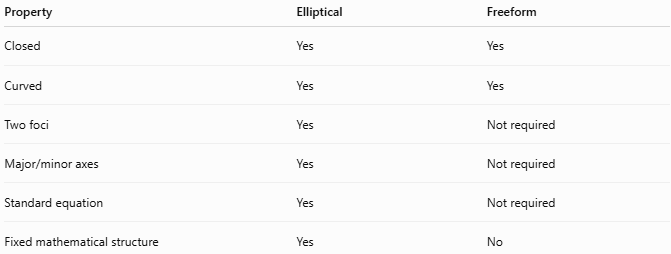 Property Elliptical Freeform
Closed Yes Yes
Curved Yes Yes
Two foci Yes Not required
Major/minor axes Yes Not required
Standard equation Yes Not required
Fixed mathematical structure Yes No